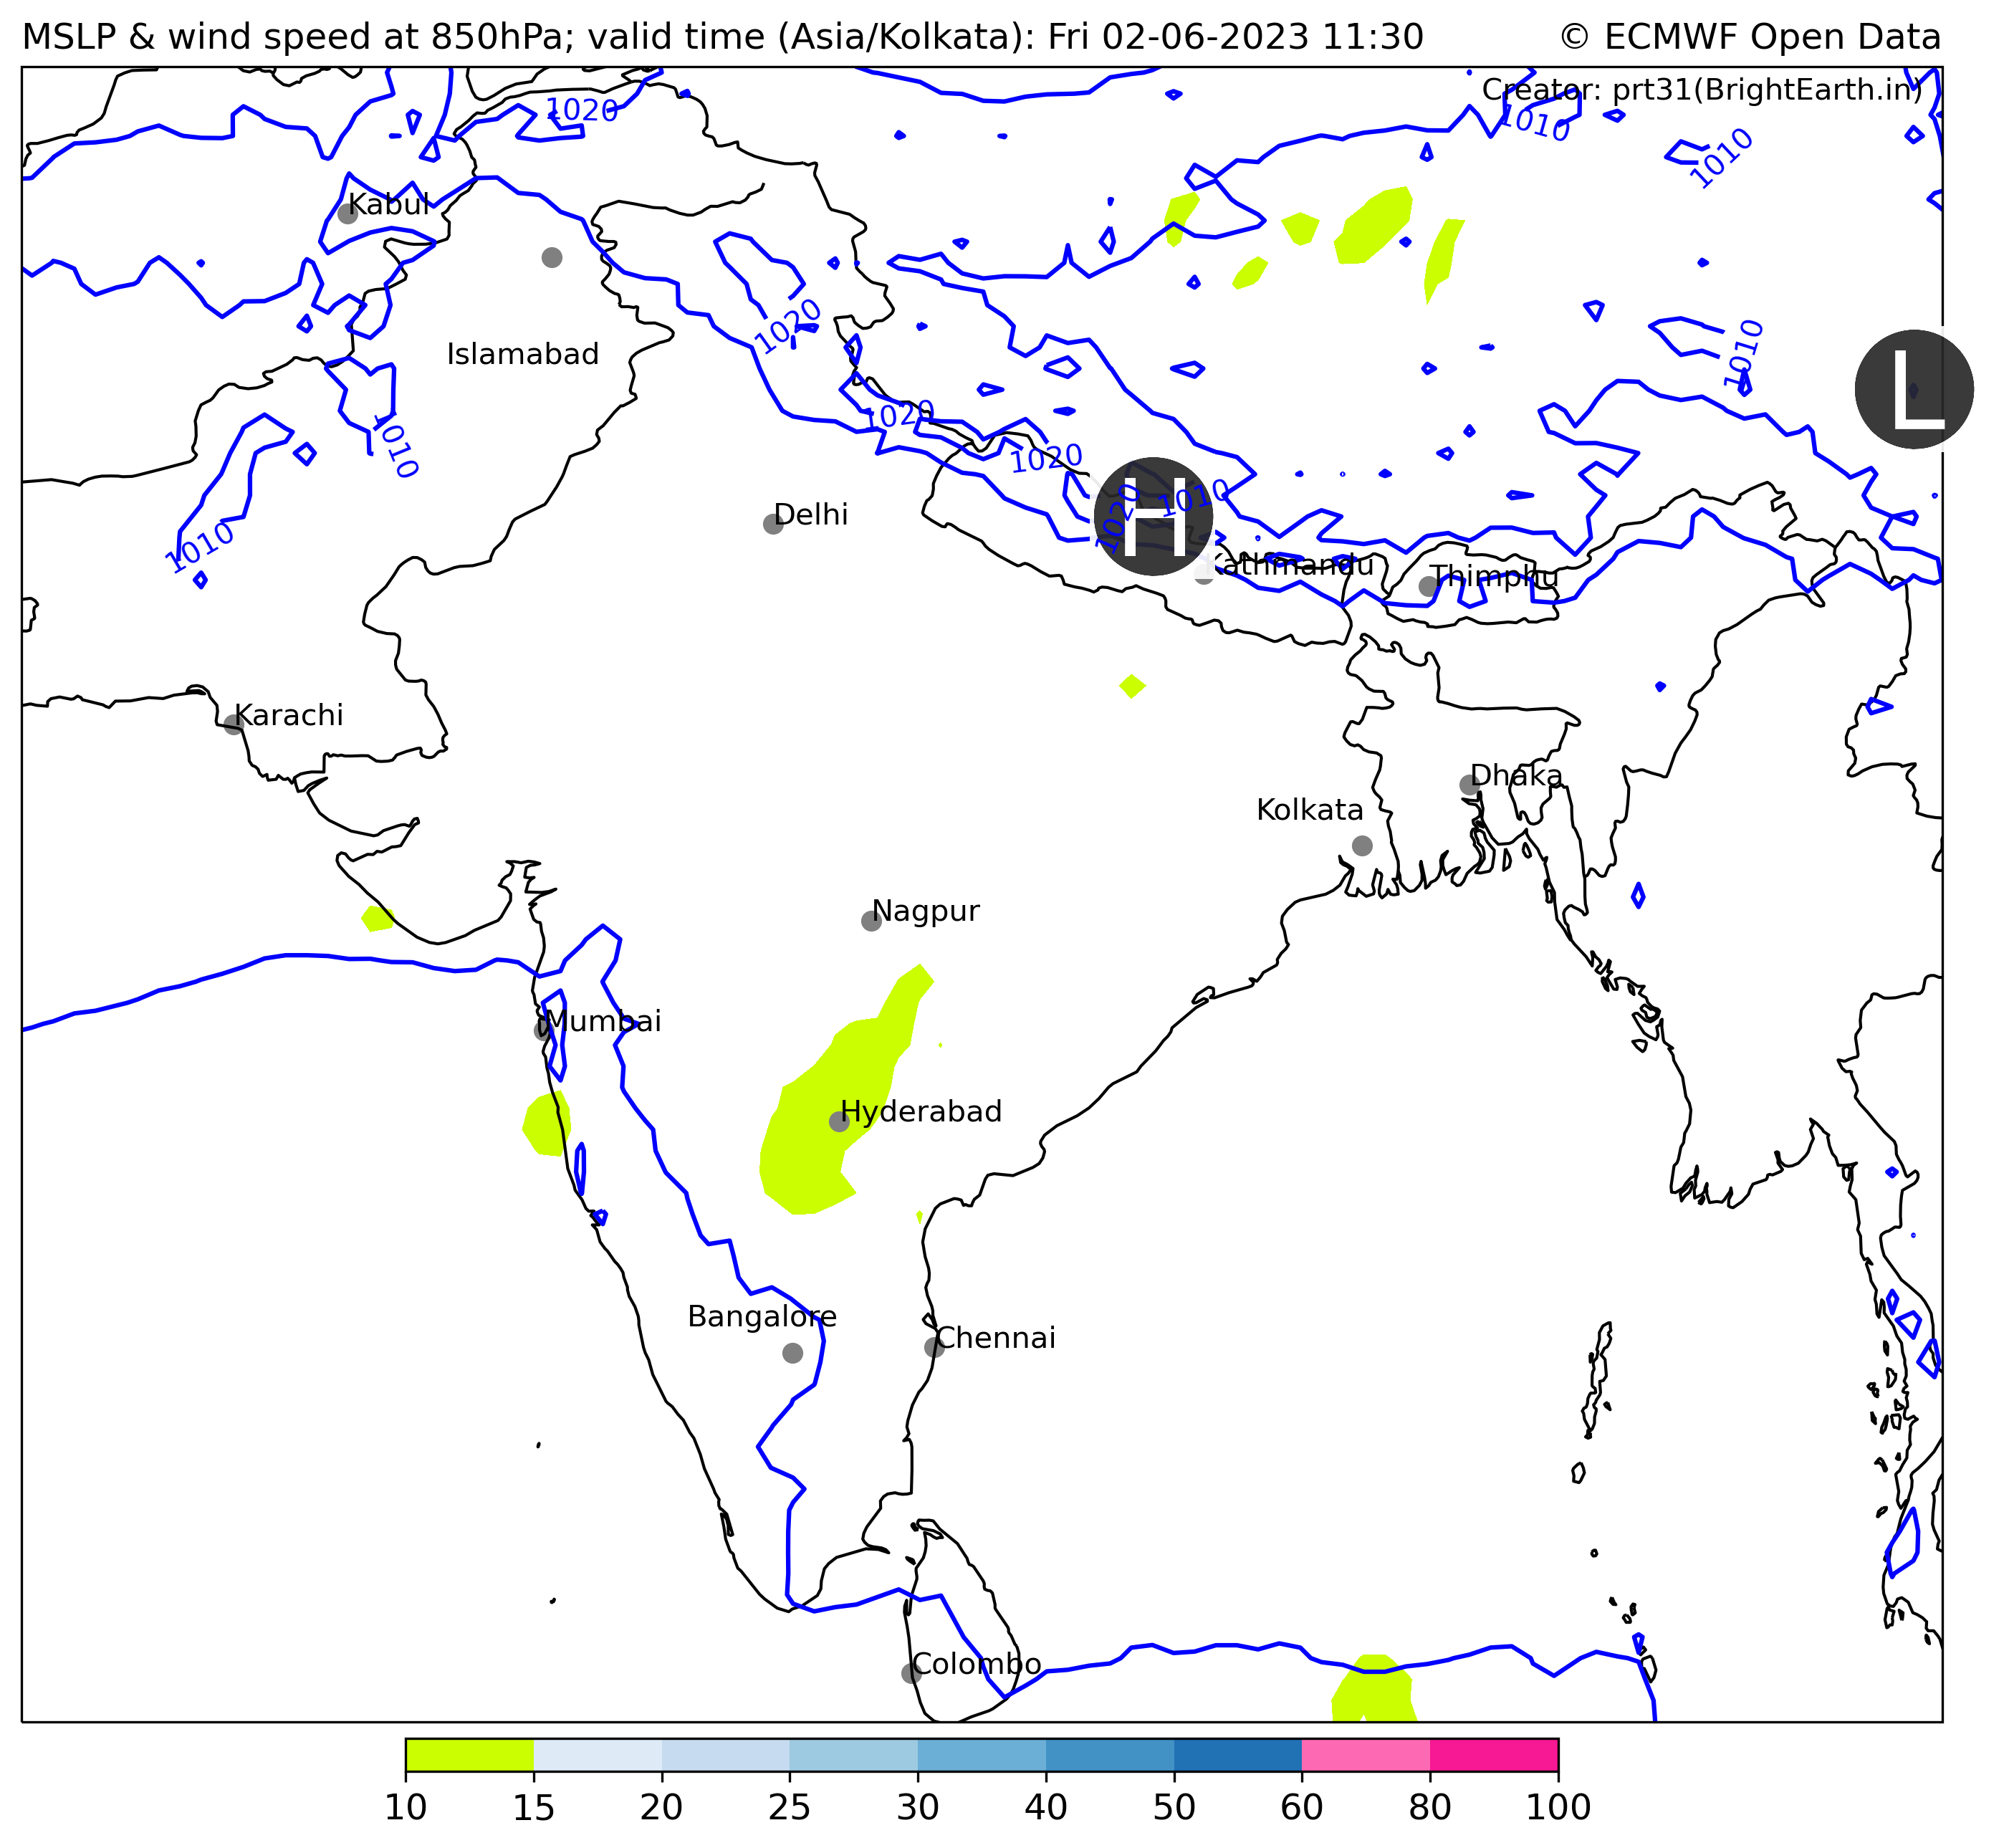 MSLP & wind speed at 850hPa; valid time (Asia/Kolkata): Fri 02-06-2023 11:30
© ECMWF Open Data
Creator: prt31(BrightEarth.in)
1020
1010
1010
Kabul
1020
1010
Islamabad
L
1020
1010
1020
1010
H
1020
1010
Delhi
Kathmandu
Thimphu
Karachi
Dhaka
Kolkata
Nagpur
Mumbai
Hyderabad
Bangalore
Chennai
Colombo
10 15 20 25 30 40 50 60 80 100